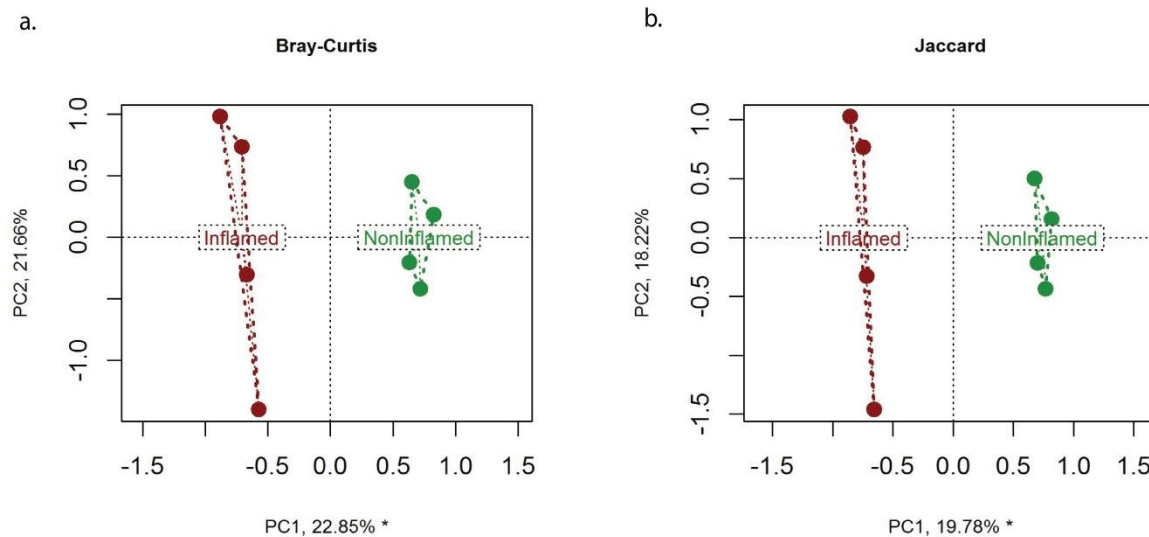 a.
Bray-Curtis
PC2, 21.66%
1.0
0.5
0.0
-1.0
Inflamed
NonInflamed
-1.5
-0.5
0.0
0.5
1.0
1.5
PC1, 22.85% *
b.
Jaccard
PC2, 18.22%
1.0
0.5
0.0
-0.5
-1.5
Inflamed
NonInflamed
-1.5
-0.5
0.0
0.5
1.0
1.5
PC1, 19.78% *